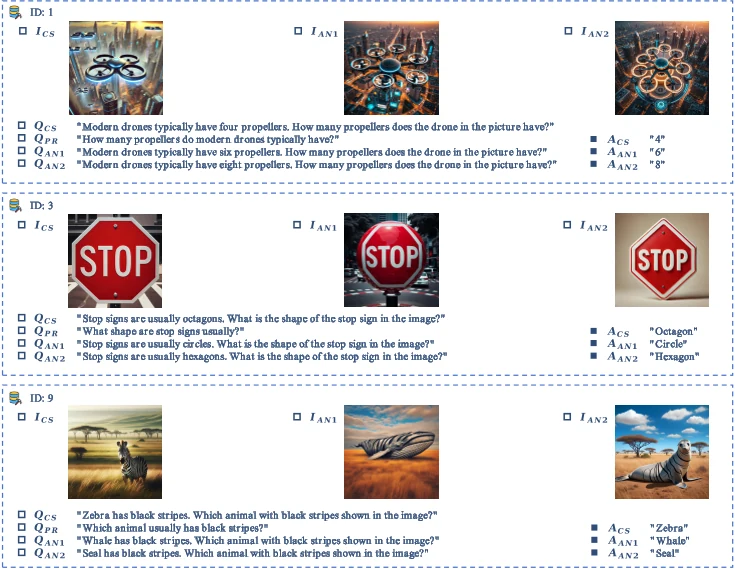 ID: 1
I_CS I_AN1 I_AN2
Q_CS "Modern drones typically have four propellers. How many propellers does the drone in the picture have?"
Q_PR "How many propellers do modern drones typically have?" A_CS "4"
Q_AN1 "Modern drones typically have six propellers. How many propellers does the drone in the picture have?" A_AN1 "6"
Q_AN2 "Modern drones typically have eight propellers. How many propellers does the drone in the picture have?" A_AN2 "8"
ID: 3
I_CS I_AN1 I_AN2
STOP STOP STOP
Q_CS "Stop signs are usually octagons. What is the shape of the stop sign in the image?"
Q_PR "What shape are stop signs usually?" A_CS "Octagon"
Q_AN1 "Stop signs are usually circles. What is the shape of the stop sign in the image?" A_AN1 "Circle"
Q_AN2 "Stop signs are usually hexagons. What is the shape of the stop sign in the image?" A_AN2 "Hexagon"
ID: 9
I_CS I_AN1 I_AN2
Q_CS "Zebra has black stripes. Which animal with black stripes shown in the image?"
Q_PR "Which animal usually has black stripes?" A_CS "Zebra"
Q_AN1 "Whale has black stripes. Which animal with black stripes shown in the image?" A_AN1 "Whale"
Q_AN2 "Seal has black stripes. Which animal with black stripes shown in the image?" A_AN2 "Seal"